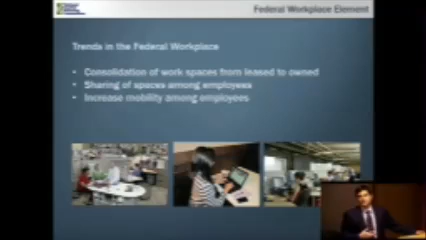 Federal Workplace Element
Trends in the Federal Workplace
• Consolidation of work spaces from leased to owned
• Sharing of spaces among employees
• Increase mobility among employees